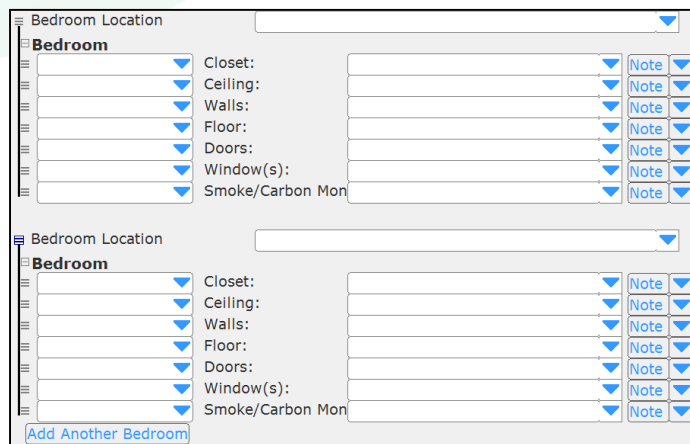 Bedroom Location
Bedroom
Closet: Note
Ceiling: Note
Walls: Note
Floor: Note
Doors: Note
Window(s): Note
Smoke/Carbon Mon Note
Bedroom Location
Bedroom
Closet: Note
Ceiling: Note
Walls: Note
Floor: Note
Doors: Note
Window(s): Note
Smoke/Carbon Mon Note
Add Another Bedroom